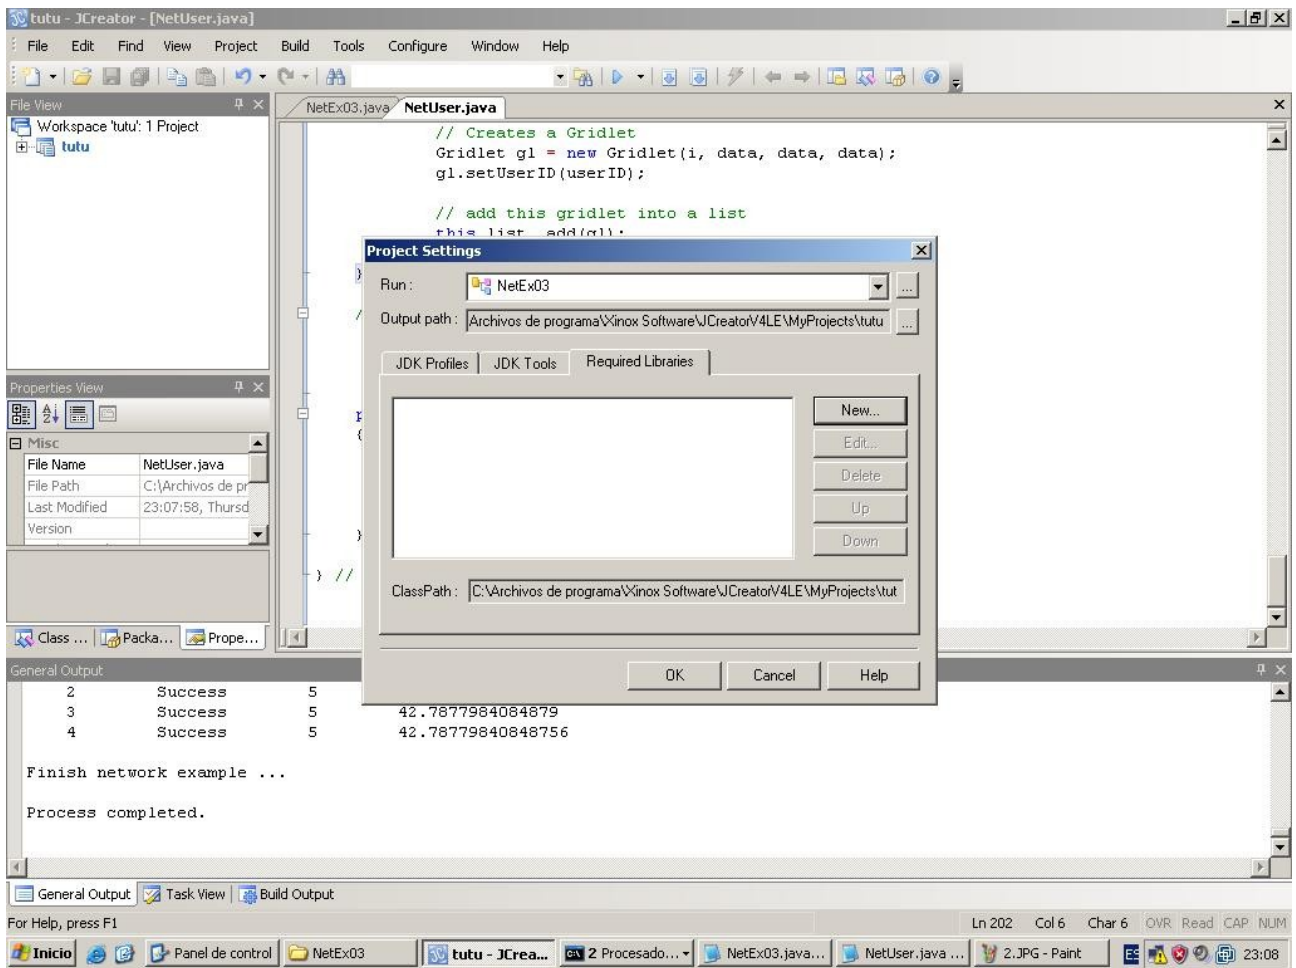 tutu - JCreator - [NetUser.java]
File Edit Find View Project Build Tools Configure Window Help
File View
Workspace 'tutu': 1 Project
tutu
NetEx03.java NetUser.java
// Creates a Gridlet
Gridlet gl = new Gridlet(i, data, data, data);
gl.setUserID(userID);
// add this gridlet into a list
this list add(gl);
}
/
p
{
}
} //
Project Settings
Run :
NetEx03
...
Output path :
Archivos de programa\Xinox Software\JCreatorV4LE\MyProjects\tutu
...
JDK Profiles JDK Tools Required Libraries
New...
Edit...
Delete
Up
Down
ClassPath :
C:\Archivos de programa\Xinox Software\JCreatorV4LE\MyProjects\tut
OK Cancel Help
Properties View
Misc
File Name NetUser.java
File Path C:\Archivos de pr
Last Modified 23:07:58, Thursd
Version
Class ... Packa... Prope...
General Output
2 Success 5
3 Success 5 42.7877984084879
4 Success 5 42.78779840848756
Finish network example ...
Process completed.
General Output Task View Build Output
For Help, press F1
Ln 202 Col 6 Char 6 OVR Read CAP NUM
Inicio Panel de control NetEx03 tutu - JCrea... 2 Procesado... NetEx03.java... NetUser.java ... 2.JPG - Paint ES 23:08